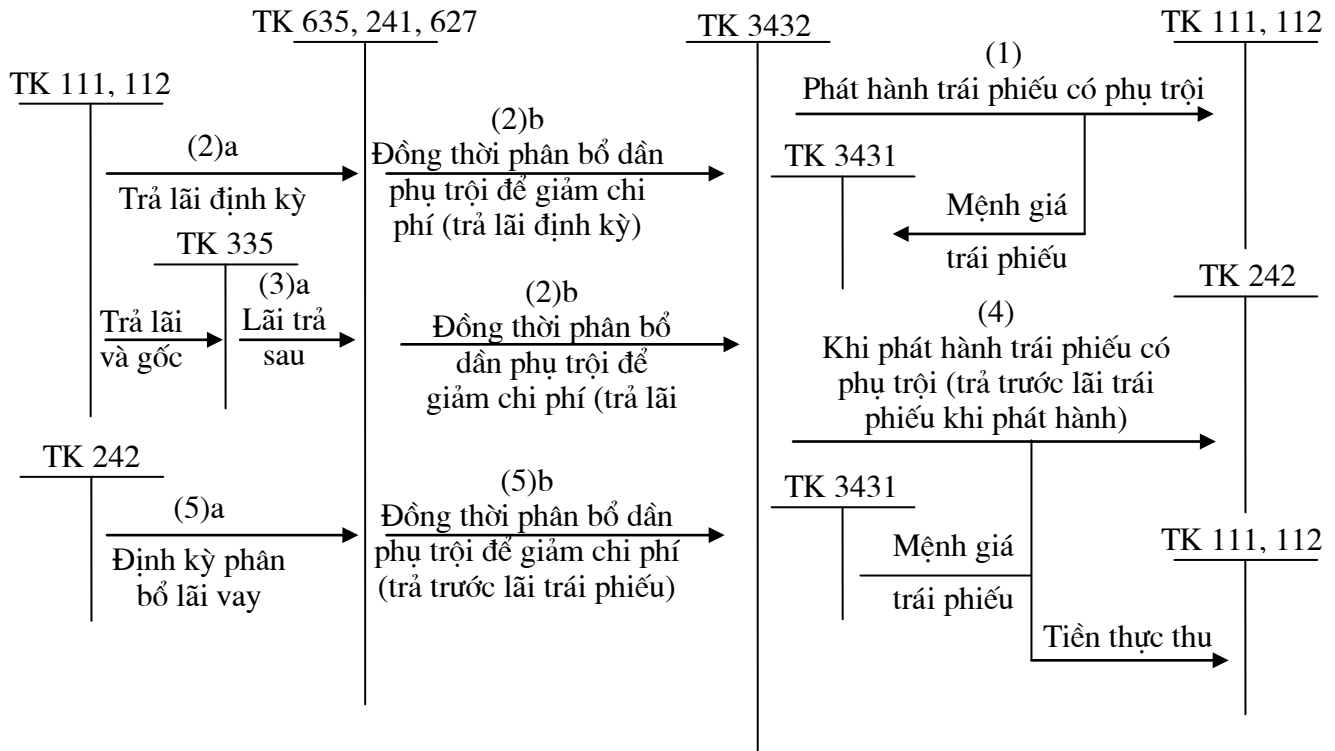 TK 635, 241, 627
TK 3432
TK 111, 112
TK 111, 112
(1)
Phát hành trái phiếu có phụ trội
(2)a
Trả lãi định kỳ
(2)b
Đồng thời phân bổ dần
phụ trội để giảm chi
phí (trả lãi định kỳ)
TK 3431
Mệnh giá
trái phiếu
TK 335
(3)a
Lãi trả
sau
Trả lãi
và gốc
(2)b
Đồng thời phân bổ
dần phụ trội để
giảm chi phí (trả lãi
TK 242
(4)
Khi phát hành trái phiếu có
phụ trội (trả trước lãi trái
phiếu khi phát hành)
TK 242
(5)a
Định kỳ phân
bổ lãi vay
(5)b
Đồng thời phân bổ dần
phụ trội để giảm chi phí
(trả trước lãi trái phiếu)
TK 3431
Mệnh giá
trái phiếu
TK 111, 112
Tiền thực thu